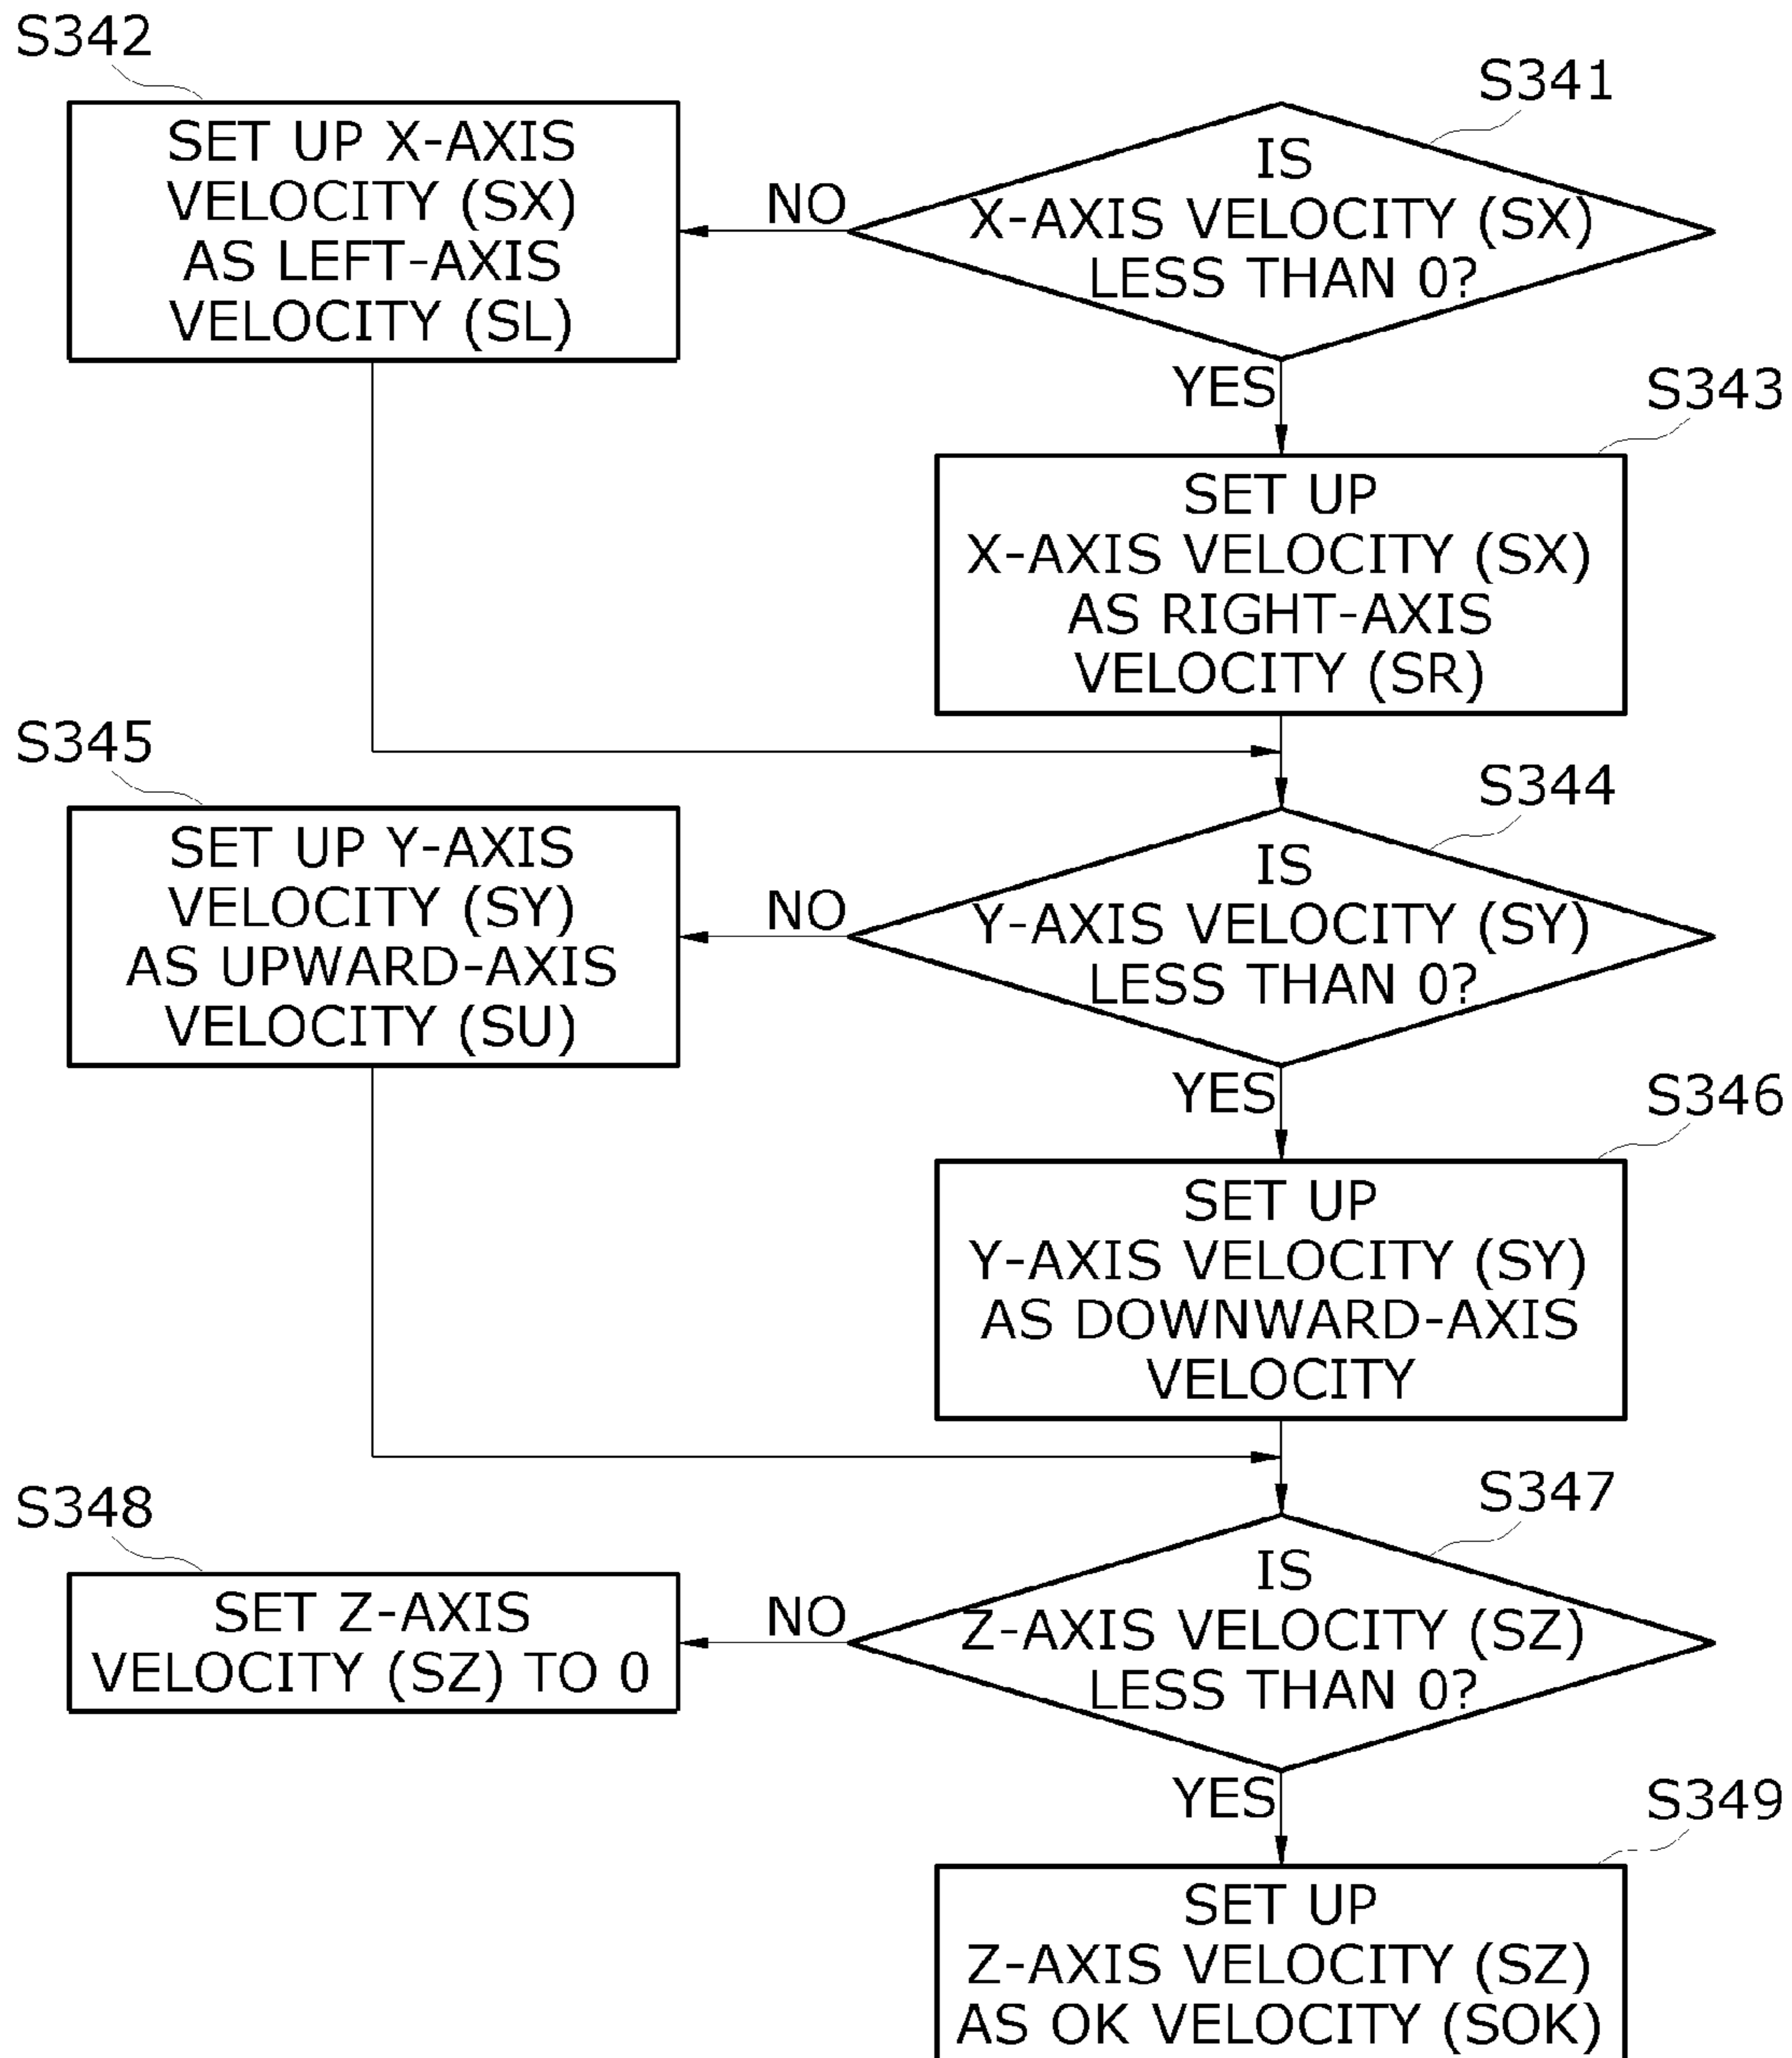 S342
SET UP X-AXIS
VELOCITY (SX)
AS LEFT-AXIS
VELOCITY (SL)
NO
S341
IS
X-AXIS VELOCITY (SX)
LESS THAN 0?
YES
S343
SET UP
X-AXIS VELOCITY (SX)
AS RIGHT-AXIS
VELOCITY (SR)
S345
SET UP Y-AXIS
VELOCITY (SY)
AS UPWARD-AXIS
VELOCITY (SU)
NO
S344
IS
Y-AXIS VELOCITY (SY)
LESS THAN 0?
YES
S346
SET UP
Y-AXIS VELOCITY (SY)
AS DOWNWARD-AXIS
VELOCITY
S348
SET Z-AXIS
VELOCITY (SZ) TO 0
NO
S347
IS
Z-AXIS VELOCITY (SZ)
LESS THAN 0?
YES
S349
SET UP
Z-AXIS VELOCITY (SZ)
AS OK VELOCITY (SOK)